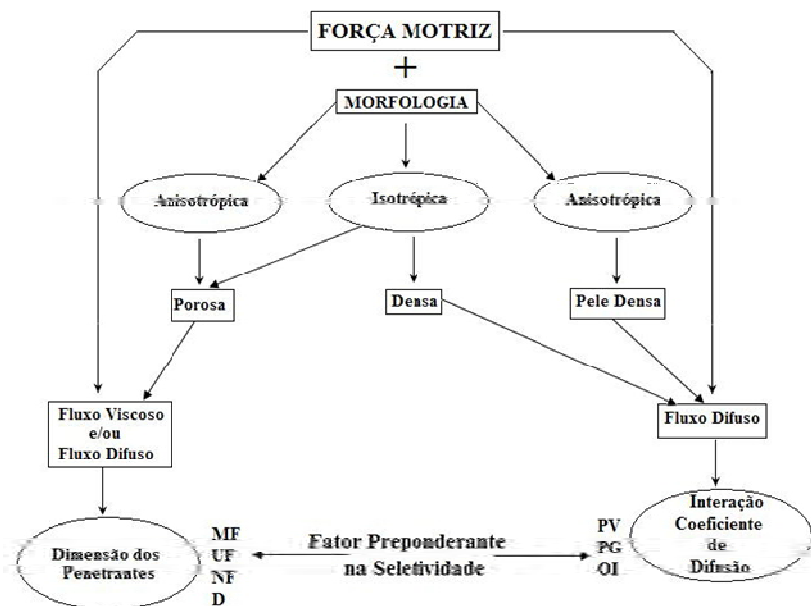 FORÇA MOTRIZ
+
MORFOLOGIA
Anisotrópica
Isotrópica
Anisotrópica
Porosa
Densa
Pele Densa
Fluxo Viscoso
e/ou
Fluxo Difuso
Fluxo Difuso
Dimensão dos
Penetrantes
MF
UF
NF
D
Fator Preponderante
na Seletividade
PV
PG
OI
Interação
Coeficiente
de
Difusão